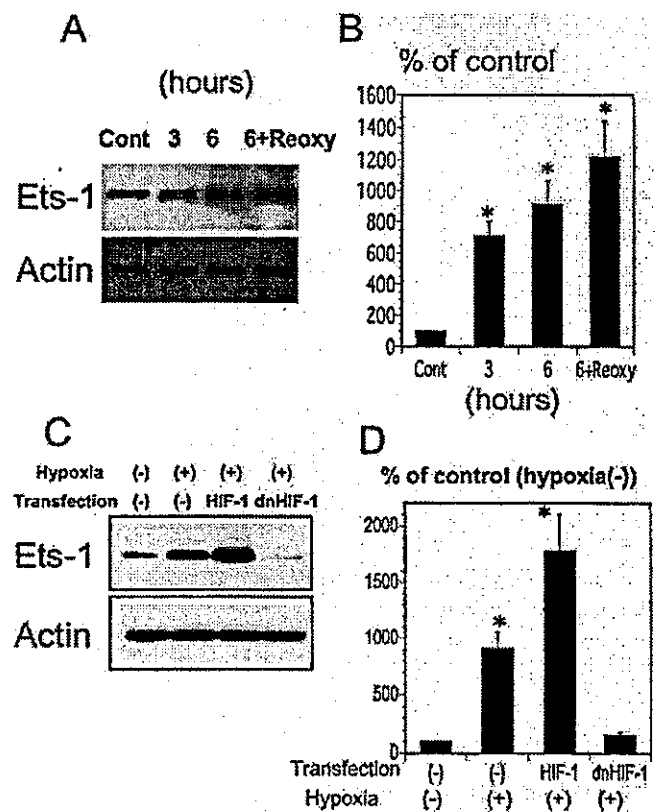 A
(hours)
Cont 3 6 6+Reoxy
Ets-1
Actin
B
% of control
1600
1400
1200
1000
800
600
400
200
0
* * *
Cont 3 6 6+Reoxy
(hours)
C
Hypoxia (-) (+) (+) (+)
Transfection (-) (-) HIF-1 dnHIF-1
Ets-1
Actin
D
% of control (hypoxia(-))
2000
1500
1000
500
0
* *
Transfection (-) (-) HIF-1 dnHIF-1
Hypoxia (-) (+) (+) (+)